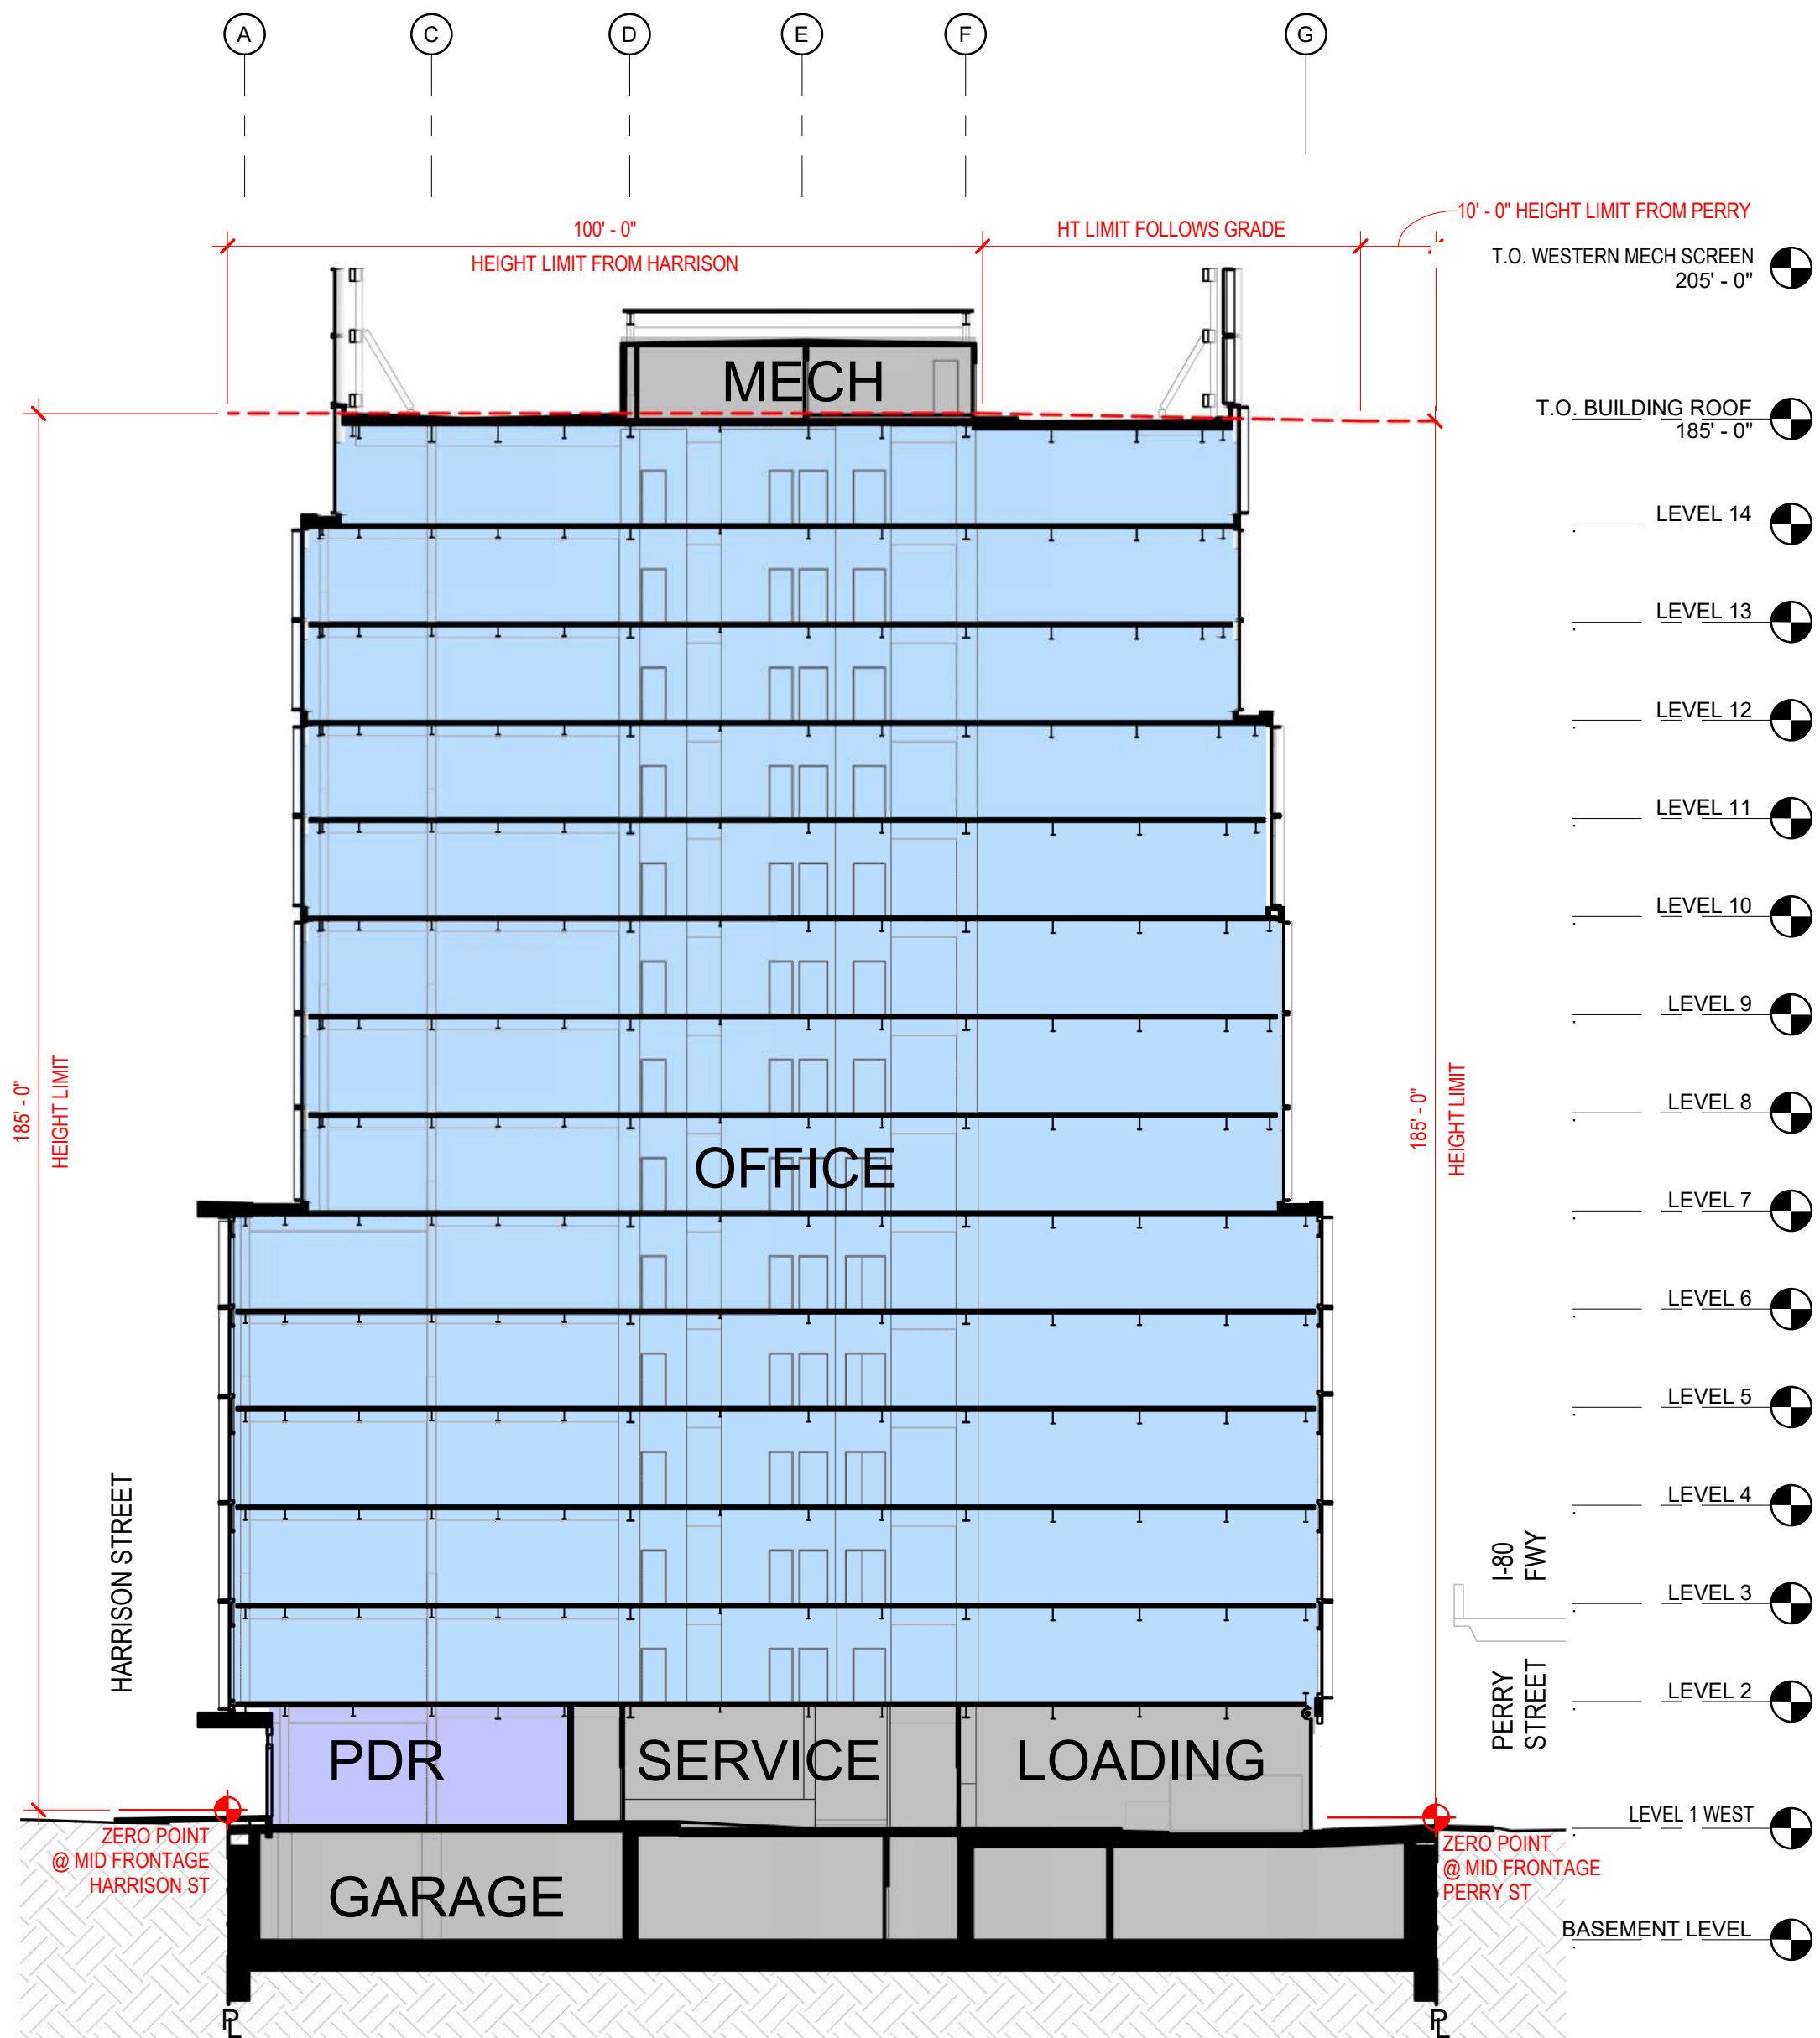 A
C
D
E
F
G
10' - 0" HEIGHT LIMIT FROM PERRY
100' - 0"
HT LIMIT FOLLOWS GRADE
HEIGHT LIMIT FROM HARRISON
T.O. WESTERN MECH SCREEN
205' - 0"
MECH
T.O. BUILDING ROOF
185' - 0"
LEVEL 14
LEVEL 13
LEVEL 12
LEVEL 11
LEVEL 10
LEVEL 9
LEVEL 8
LEVEL 7
LEVEL 6
LEVEL 5
LEVEL 4
LEVEL 3
LEVEL 2
LEVEL 1 WEST
BASEMENT LEVEL
185' - 0"
HEIGHT LIMIT
185' - 0"
HEIGHT LIMIT
OFFICE
HARRISON STREET
I-80
FWY
PERRY
STREET
PDR
SERVICE
LOADING
ZERO POINT
@ MID FRONTAGE
HARRISON ST
ZERO POINT
@ MID FRONTAGE
PERRY ST
GARAGE
PL
PL